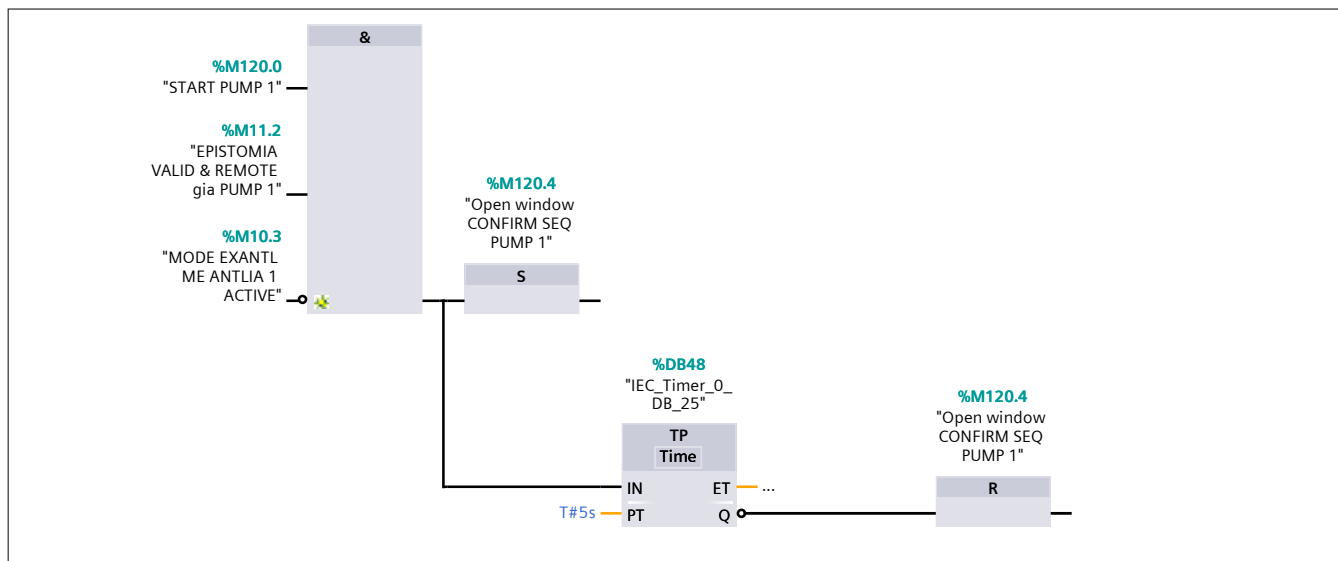 &
%M120.0
"START PUMP 1"
%M11.2
"EPISTOMIA
VALID & REMOTE
gia PUMP 1"
%M10.3
"MODE EXANTL
ME ANTLIA 1
ACTIVE"
%M120.4
"Open window
CONFIRM SEQ
PUMP 1"
S
%DB48
"IEC_Timer_0_
DB_25"
TP
Time
IN ET ...
T#5s PT Q
%M120.4
"Open window
CONFIRM SEQ
PUMP 1"
R